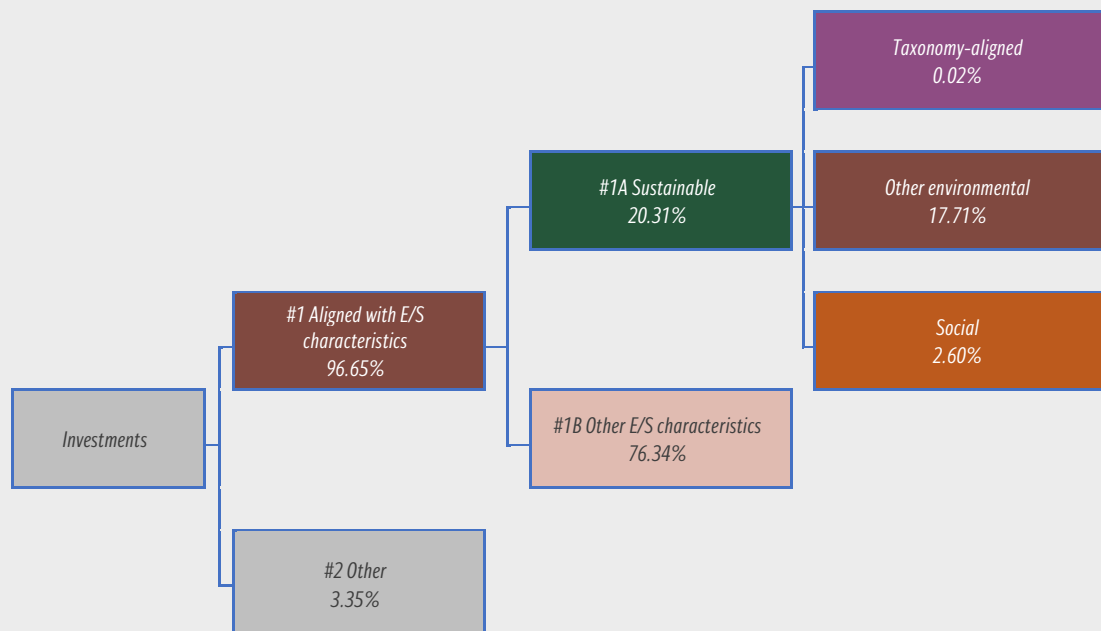 Taxonomy-aligned
0.02%
#1A Sustainable
20.31%
Other environmental
17.71%
#1 Aligned with E/S
characteristics
96.65%
Social
2.60%
Investments
#1B Other E/S characteristics
76.34%
#2 Other
3.35%